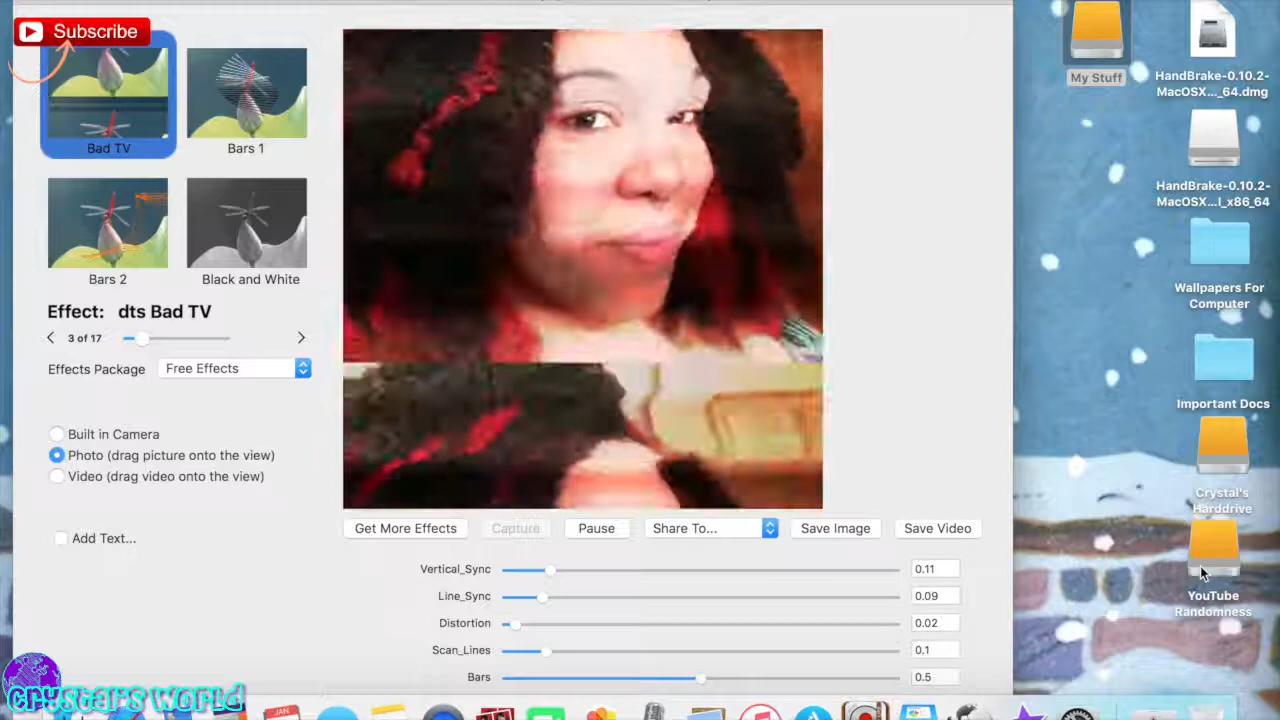 Subscribe
Bad TV
Bars 1
Bars 2
Black and White
Effect: dts Bad TV
3 of 17
Effects Package
Free Effects
Built in Camera
Photo (drag picture onto the view)
Video (drag video onto the view)
Add Text...
Get More Effects
Capture
Pause
Share To...
Save Image
Save Video
Vertical_Sync
0.11
Line_Sync
0.09
Distortion
0.02
Scan_Lines
0.1
Bars
0.5
My Stuff
HandBrake-0.10.2-
MacOSX..._64.dmg
HandBrake-0.10.2-
MacOSX...I_x86_64
Wallpapers For
Computer
Important Docs
Crystal's
Harddrive
YouTube
Randomness
CRYSTAL'S WORLD
JAN